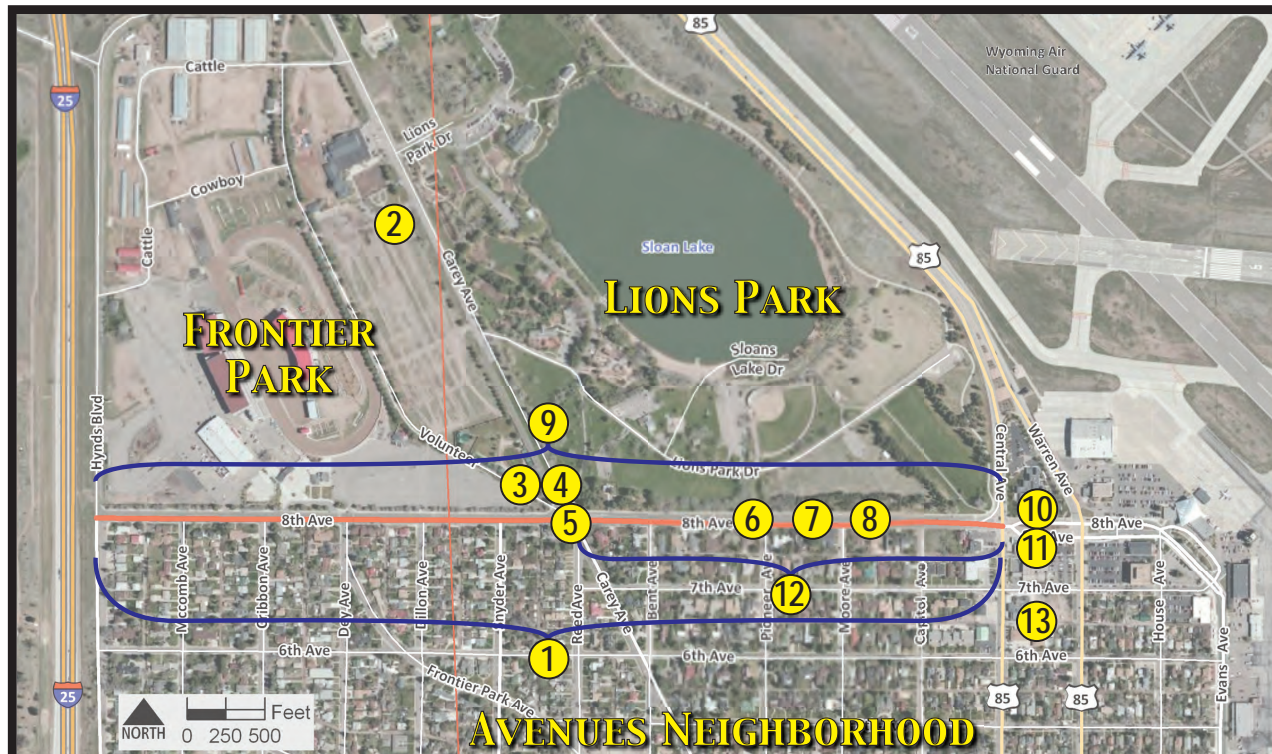 25
85
Wyoming Air
National Guard
Cattle
Lions
Park Dr
Cowboy
Cattle
2
Carey Ave
Sloan Lake
85
LIONS PARK
FRONTIER
PARK
Sloans
Lake Dr
Hynds Blvd
Volunteer
9
Lions Park Dr
Central Ave
Warren Ave
3
4
8th Ave
5
8th Ave
6
7
8
10
8th Ave
11
Ave
Mccomb Ave
Gibbon Ave
Dey Ave
Dillon Ave
Snyder Ave
Reed Ave
Carey Ave
Bent Ave
7th Ave
Pioneer Ave
12
Moore Ave
Capitol Ave
7th Ave
House Ave
13
6th Ave
1
6th Ave
6th Ave
Evans Ave
Frontier Park Ave
25
NORTH
0 250 500
Feet
85
85
AVENUES NEIGHBORHOOD